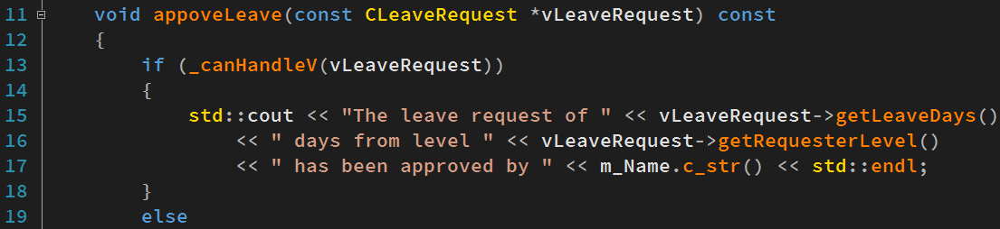 11 void appoveLeave(const CLeaveRequest *vLeaveRequest) const
12 {
13 if (_canHandleV(vLeaveRequest))
14 {
15 std::cout << "The leave request of " << vLeaveRequest->getLeaveDays()
16 << " days from level " << vLeaveRequest->getRequesterLevel()
17 << " has been approved by " << m_Name.c_str() << std::endl;
18 }
19 else